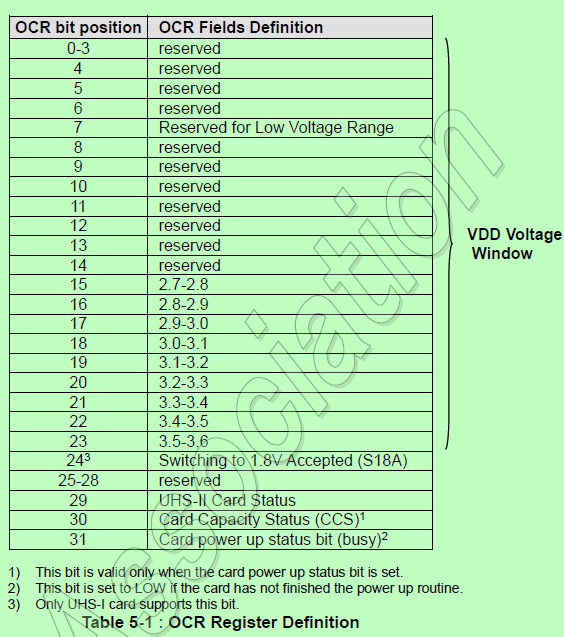 OCR bit position OCR Fields Definition
0-3 reserved
4 reserved
5 reserved
6 reserved
7 Reserved for Low Voltage Range
8 reserved
9 reserved
10 reserved
11 reserved
12 reserved
13 reserved
14 reserved
15 2.7-2.8
16 2.8-2.9
17 2.9-3.0
18 3.0-3.1
19 3.1-3.2
20 3.2-3.3
21 3.3-3.4
22 3.4-3.5
23 3.5-3.6
24³ Switching to 1.8V Accepted (S18A)
25-28 reserved
29 UHS-II Card Status
30 Card Capacity Status (CCS)¹
31 Card power up status bit (busy)²
VDD Voltage
Window
1) This bit is valid only when the card power up status bit is set.
2) This bit is set to LOW if the card has not finished the power up routine.
3) Only UHS-I card supports this bit.
Table 5-1 : OCR Register Definition
Association